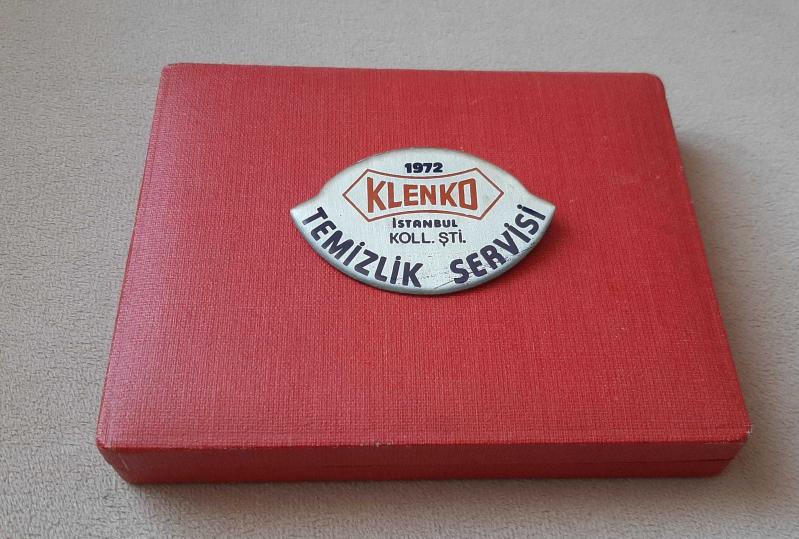 1972
KLENKO
İSTANBUL
KOLL. ŞTİ.
TEMİZLİK SERVİSİ